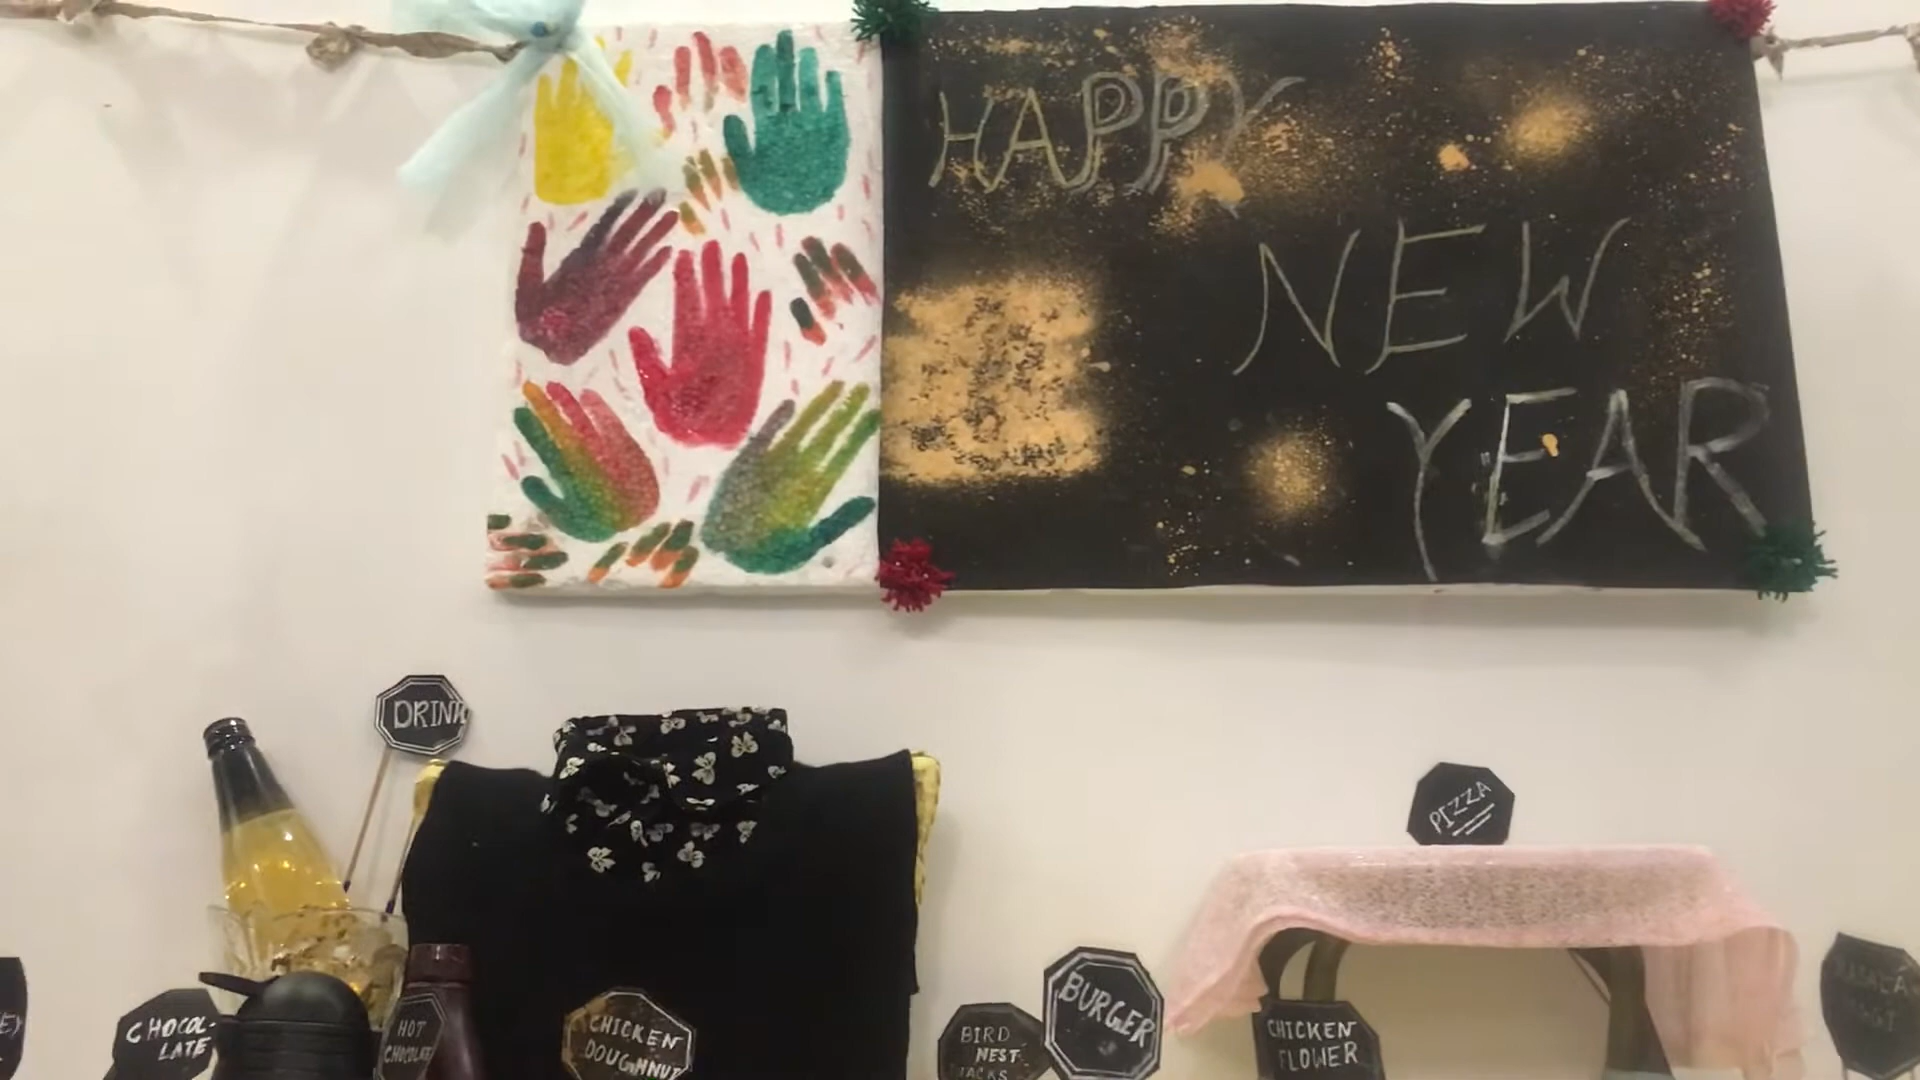 HAPPY
NEW
YEAR
DRINK
PIZZA
CHOCOL-
LATE
HOT
CHOCOLATE
CHICKEN
DOUGHNUT
BIRD
NEST
BURGER
CHICKEN
FLOWER